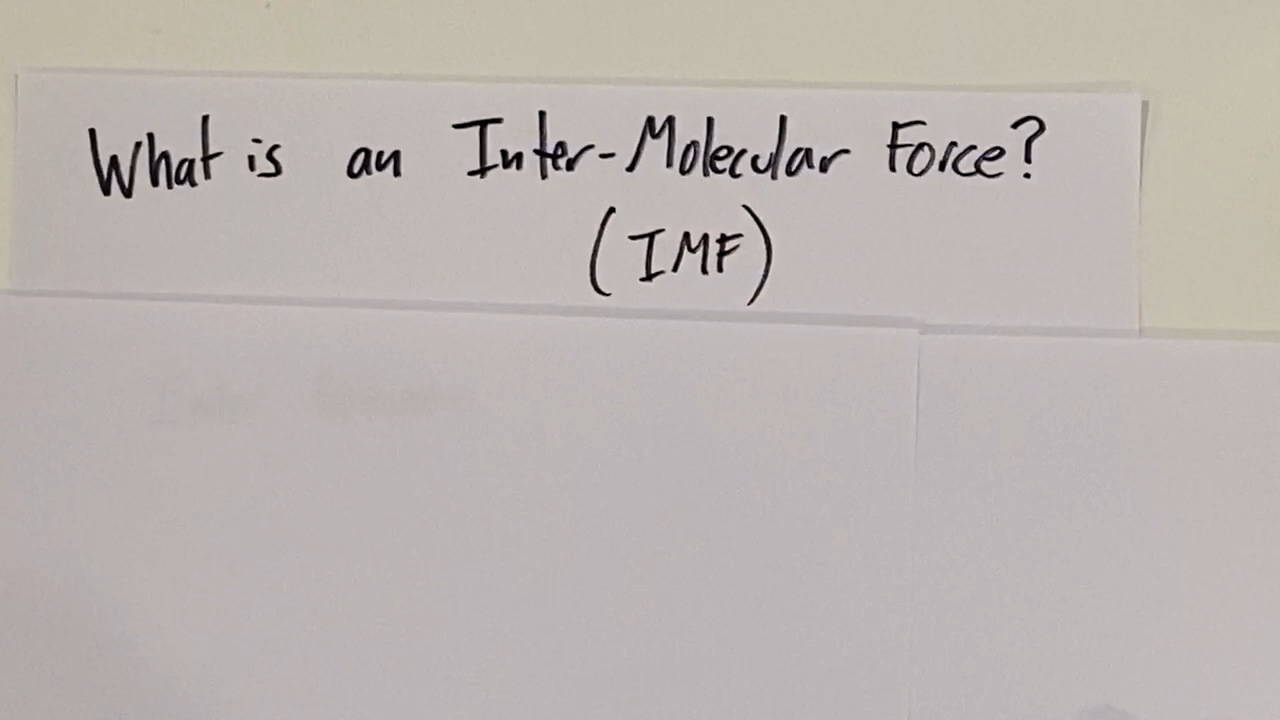 What is an Inter-Molecular Force?
(IMF)